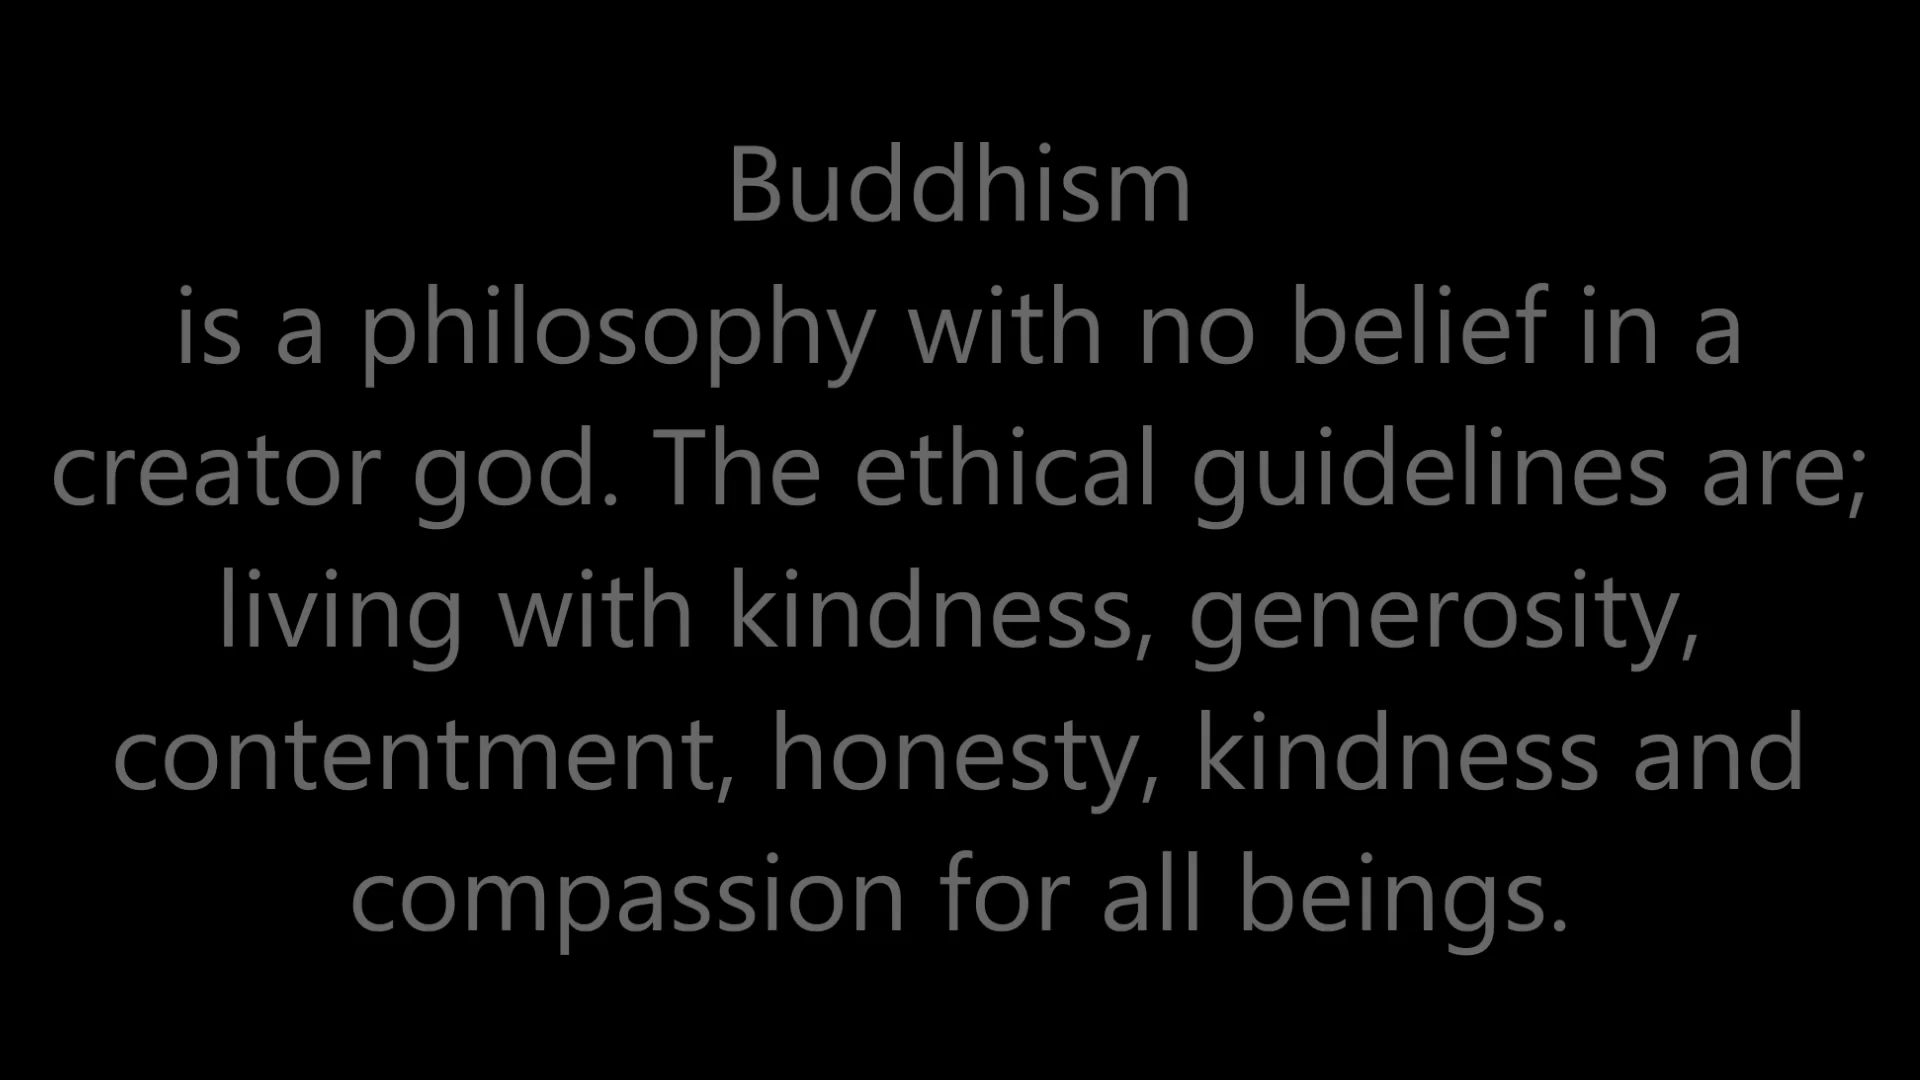 Buddhism
is a philosophy with no belief in a
creator god. The ethical guidelines are;
living with kindness, generosity,
contentment, honesty, kindness and
compassion for all beings.